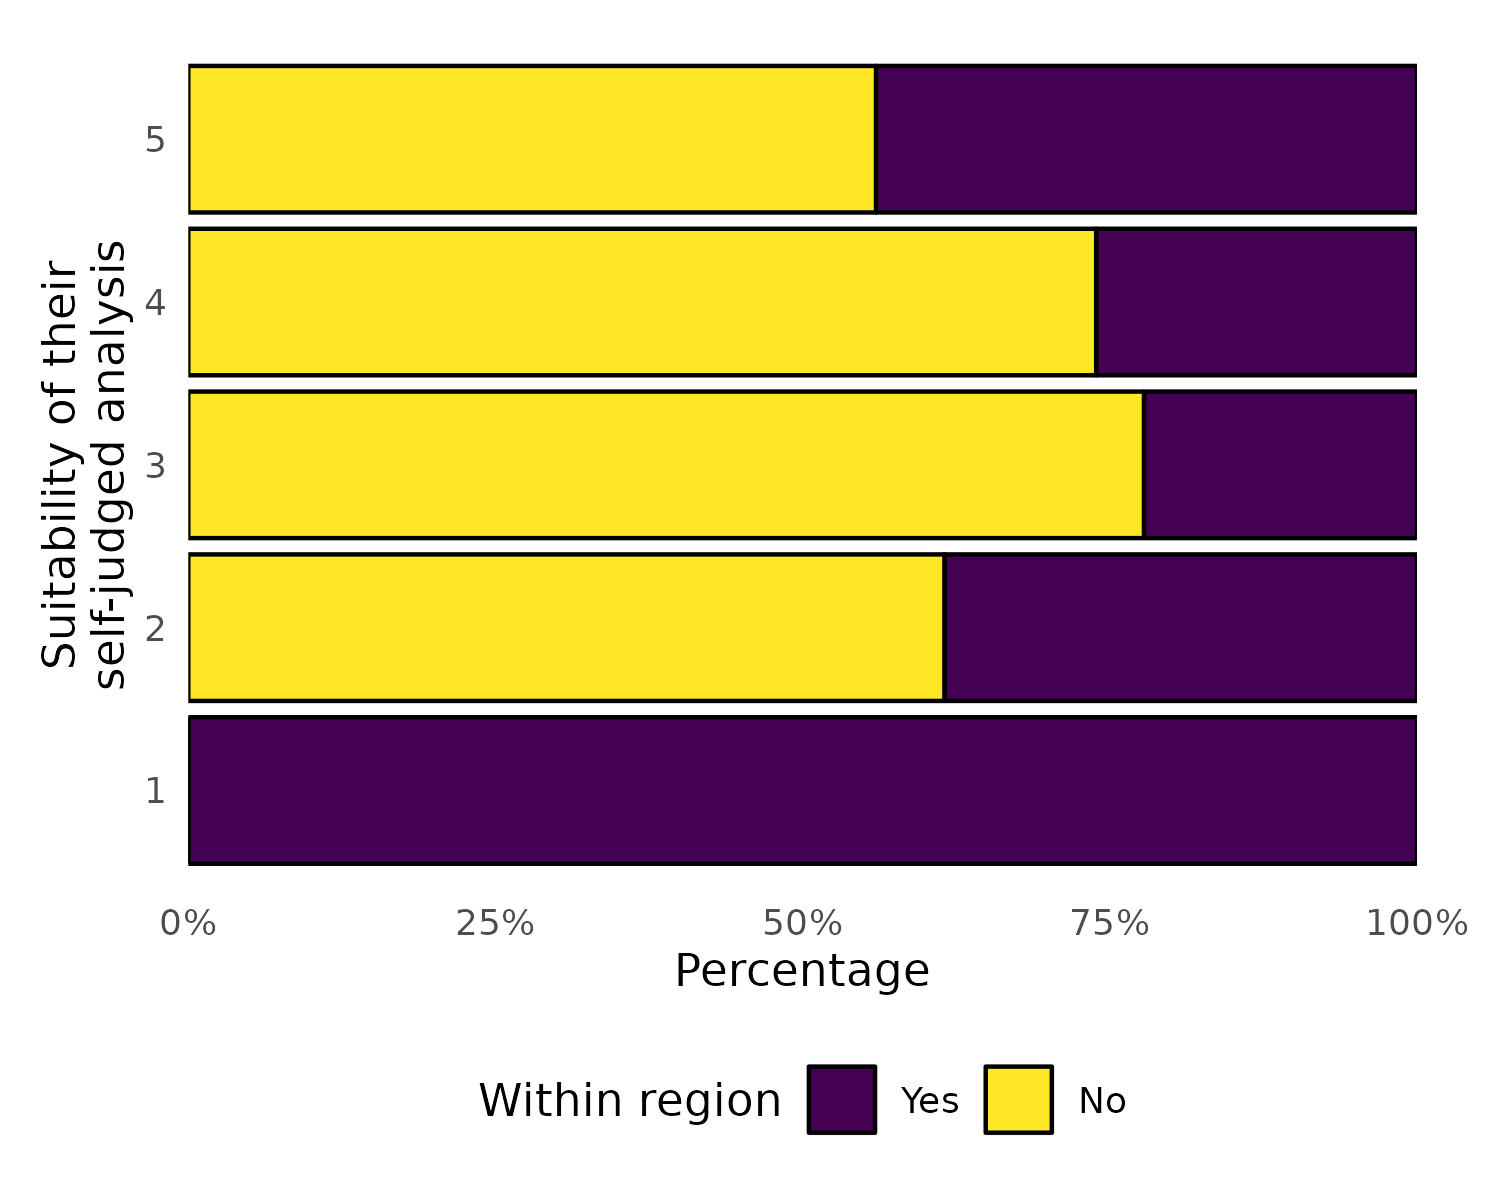 Suitability of their
self-judged analysis
5
4
3
2
1
0%
25%
50%
75%
100%
Percentage
Within region
Yes
No